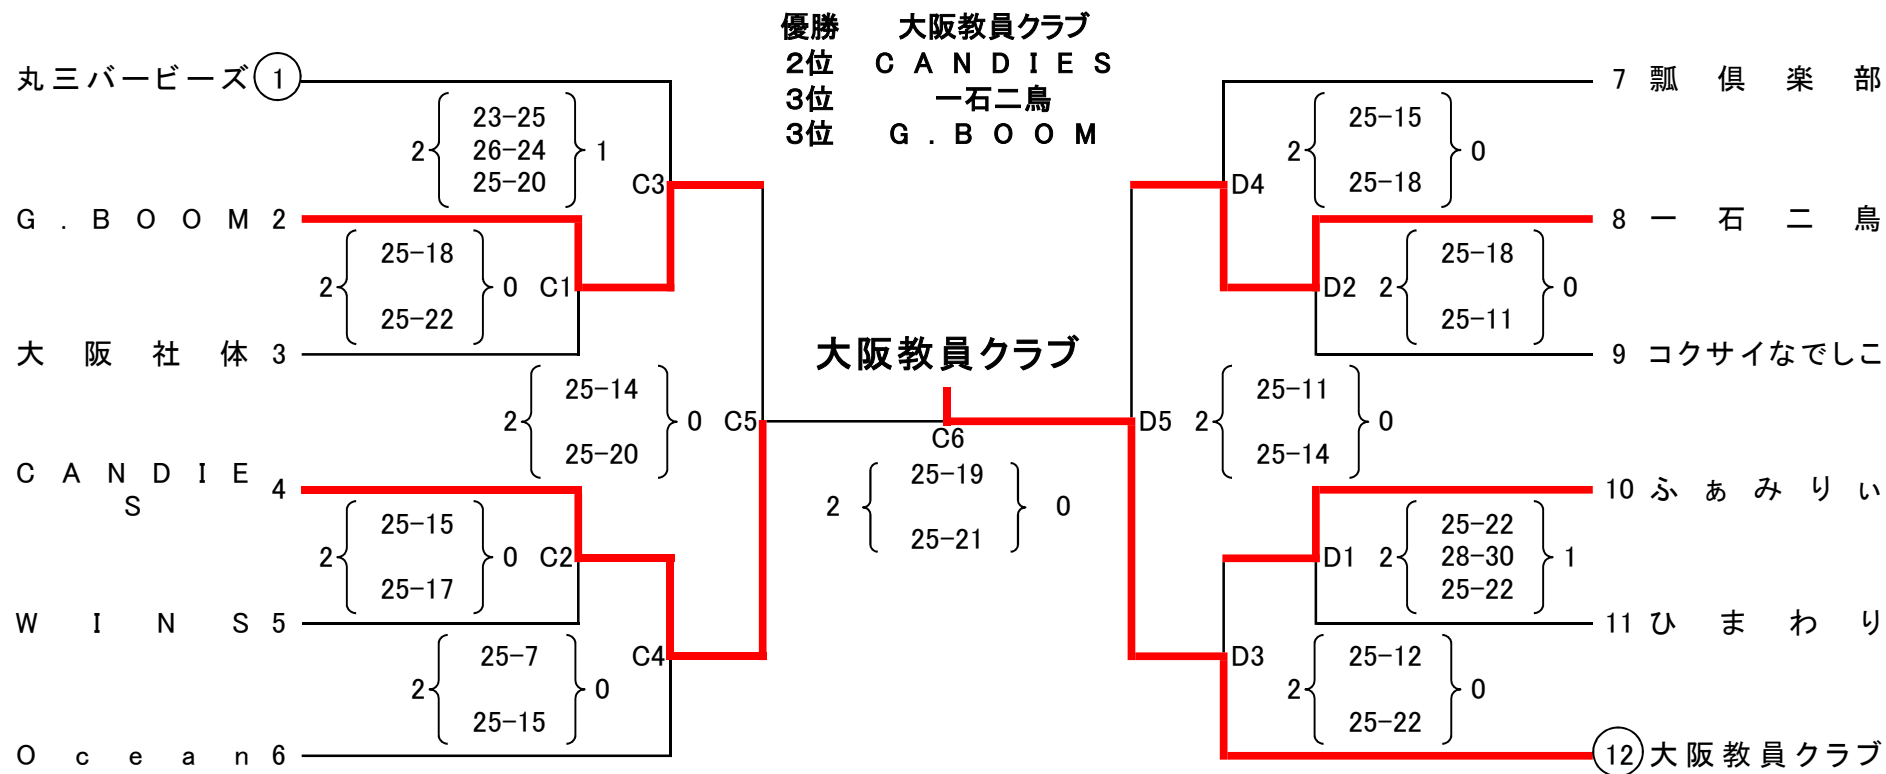 優勝 大阪教員クラブ
2位 CANDIES
3位 一石二鳥
3位 G.BOOM
丸三バービーズ 1
23-25
2 26-24 1
25-20
C3
G.BOOM 2
25-18
2 0 C1
25-22
大阪社体 3
25-14
2 0 C5
25-20
CANDIE
S 4
25-15
2 0 C2
25-17
WINS 5
25-7 C4
2 0
25-15
Ocean 6
大阪教員クラブ
C6
25-19
2 0
25-21
7 瓢倶楽部
25-15
2 0
25-18
D4
8 一石二鳥
25-18
D2 2 0
25-11
9 コクサイなでしこ
25-11
D5 2 0
25-14
10 ふぁみりぃ
25-22
D1 2 28-30 1
25-22
11 ひまわり
D3 25-12
2 0
25-22
12 大阪教員クラブ